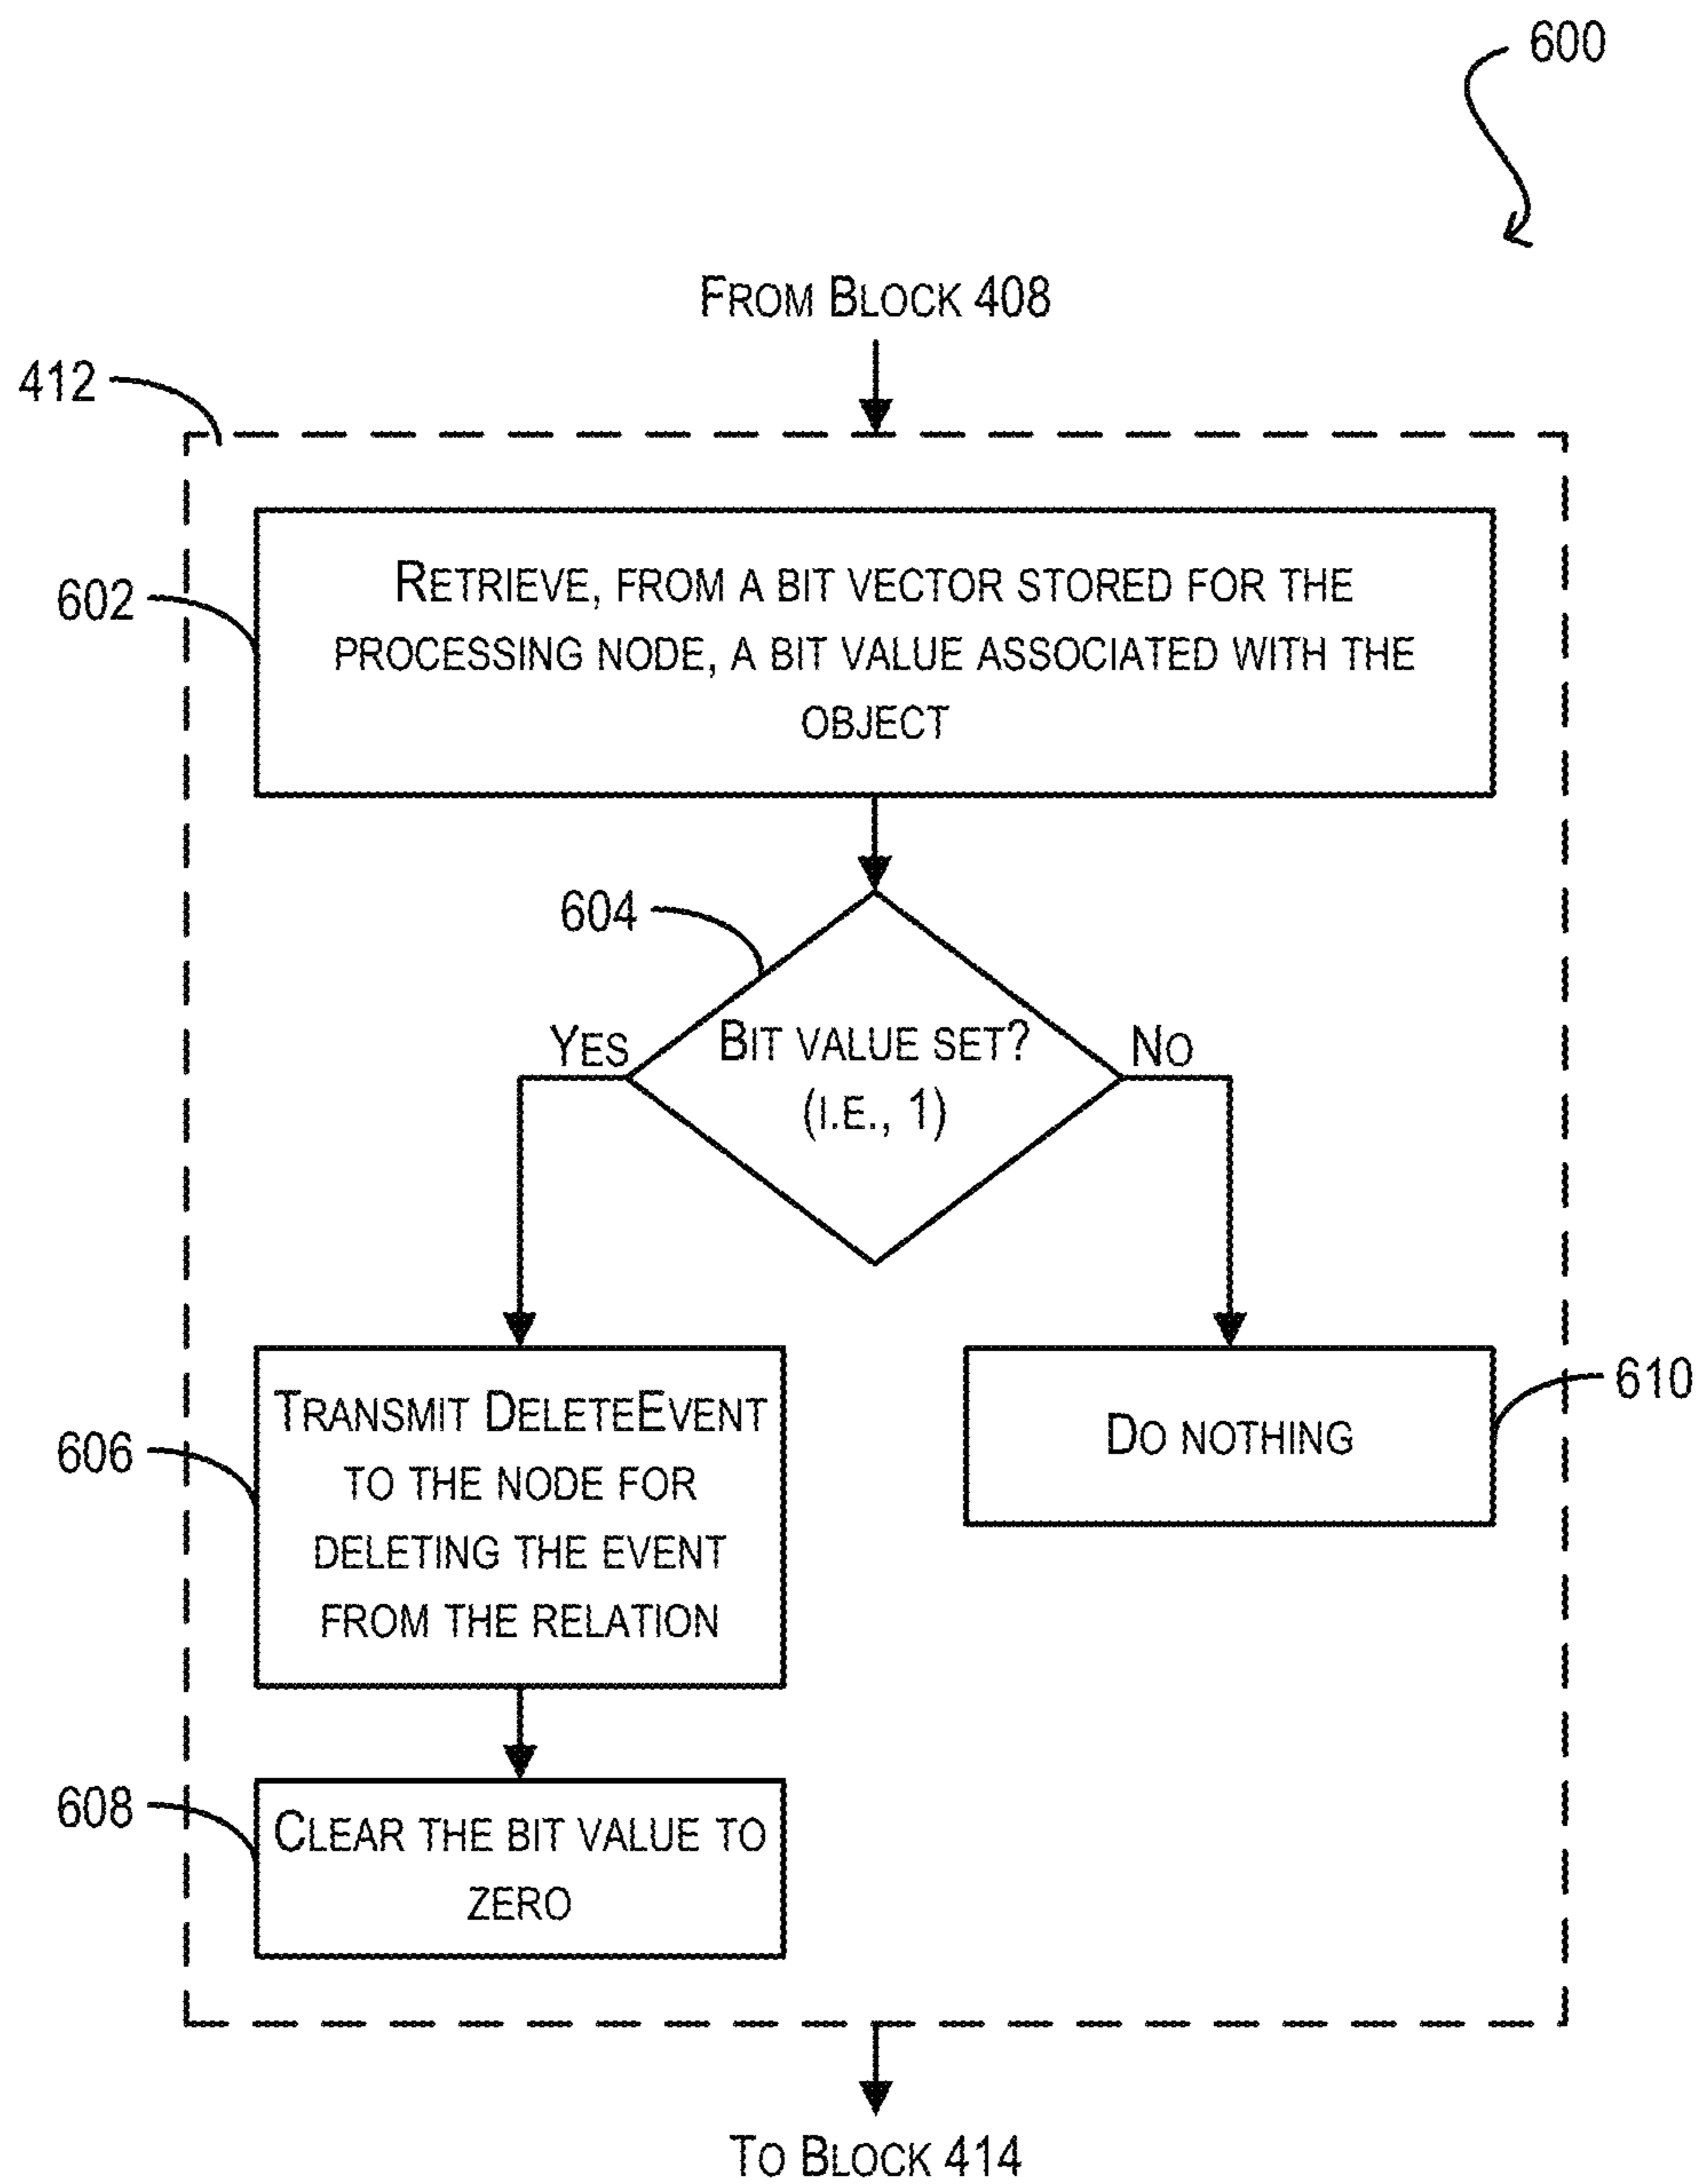 600
FROM BLOCK 408
412
602
RETRIEVE, FROM A BIT VECTOR STORED FOR THE
PROCESSING NODE, A BIT VALUE ASSOCIATED WITH THE
OBJECT
604
YES
BIT VALUE SET?
(I.E., 1)
NO
606
TRANSMIT DELETEEVENT
TO THE NODE FOR
DELETING THE EVENT
FROM THE RELATION
DO NOTHING
610
608
CLEAR THE BIT VALUE TO
ZERO
TO BLOCK 414